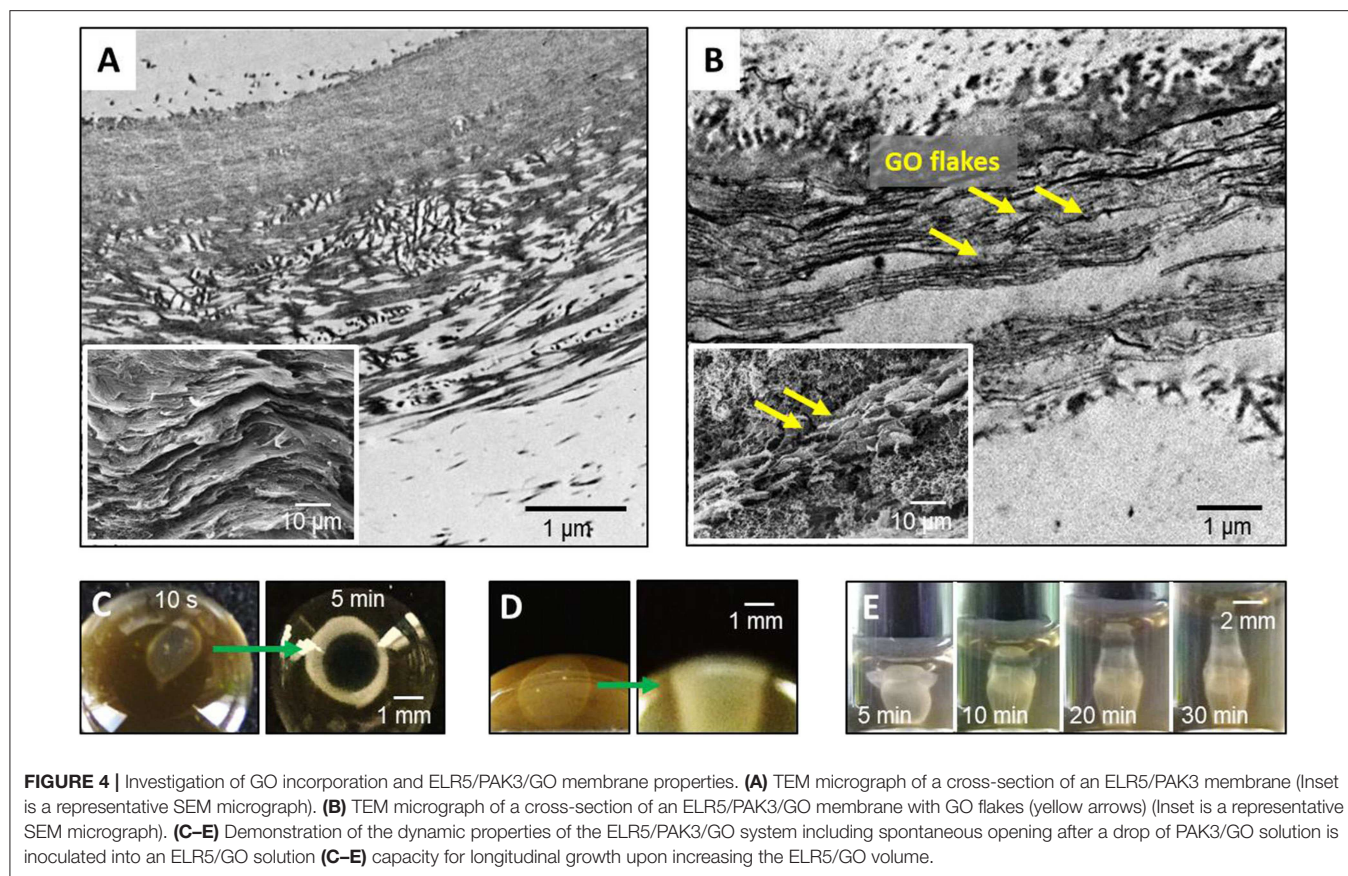 A
10 µm
1 µm
B
GO flakes
10 µm
1 µm
C
10 s
5 min
1 mm
D
1 mm
E
2 mm
5 min
10 min
20 min
30 min
FIGURE 4 | Investigation of GO incorporation and ELR5/PAK3/GO membrane properties. (A) TEM micrograph of a cross-section of an ELR5/PAK3 membrane (Inset
is a representative SEM micrograph). (B) TEM micrograph of a cross-section of an ELR5/PAK3/GO membrane with GO flakes (yellow arrows) (Inset is a representative
SEM micrograph). (C–E) Demonstration of the dynamic properties of the ELR5/PAK3/GO system including spontaneous opening after a drop of PAK3/GO solution is
inoculated into an ELR5/GO solution (C–E) capacity for longitudinal growth upon increasing the ELR5/GO volume.